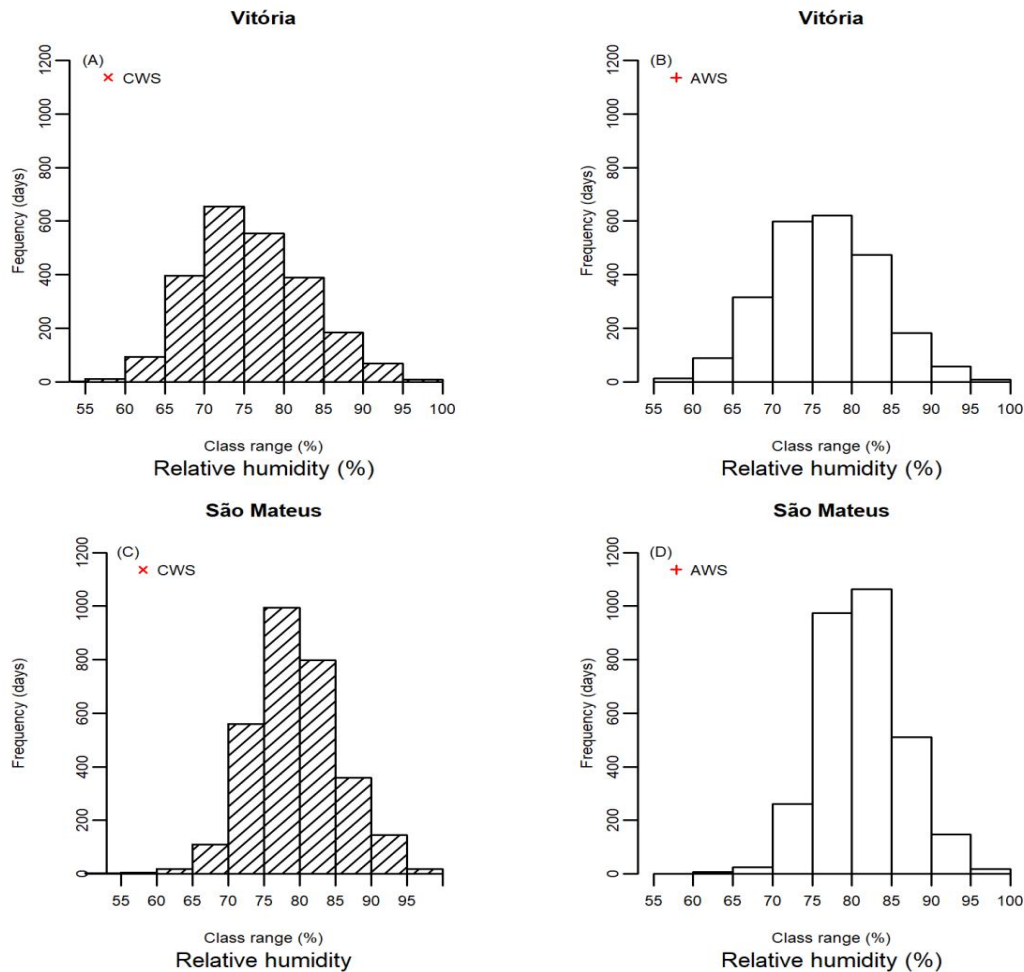 Vitória
(A)
× CWS
Fequency (days)
0 200 400 600 800 1000 1200
55 60 65 70 75 80 85 90 95 100
Class range (%)
Relative humidity (%)
Vitória
(B)
+ AWS
Frequency (days)
0 200 400 600 800 1000 1200
55 60 65 70 75 80 85 90 95 100
Class range (%)
Relative humidity (%)
São Mateus
(C)
× CWS
Frequency (days)
0 200 400 600 800 1000 1200
55 60 65 70 75 80 85 90 95
Class range (%)
Relative humidity
São Mateus
(D)
+ AWS
Frequency (days)
0 200 400 600 800 1000 1200
55 60 65 70 75 80 85 90 95 100
Class range (%)
Relative humidity (%)